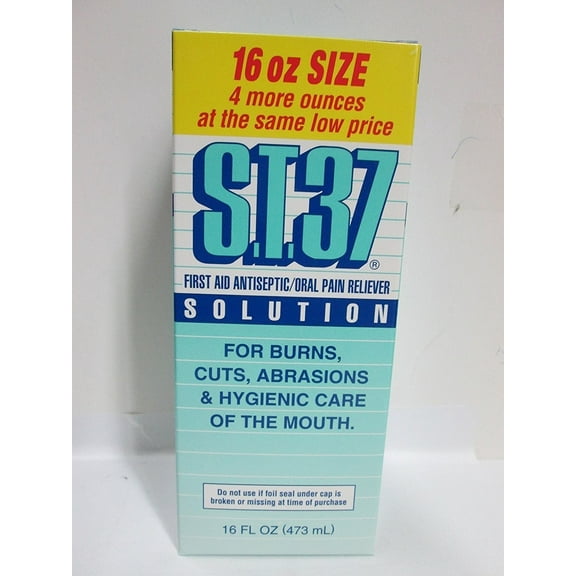 16 oz SIZE
4 more ounces
at the same low price
S.T.37®
FIRST AID ANTISEPTIC/ORAL PAIN RELIEVER
SOLUTION
FOR BURNS,
CUTS, ABRASIONS
& HYGIENIC CARE
OF THE MOUTH.
Do not use if foil seal under cap is
broken or missing at time of purchase
16 FL OZ (473 mL)